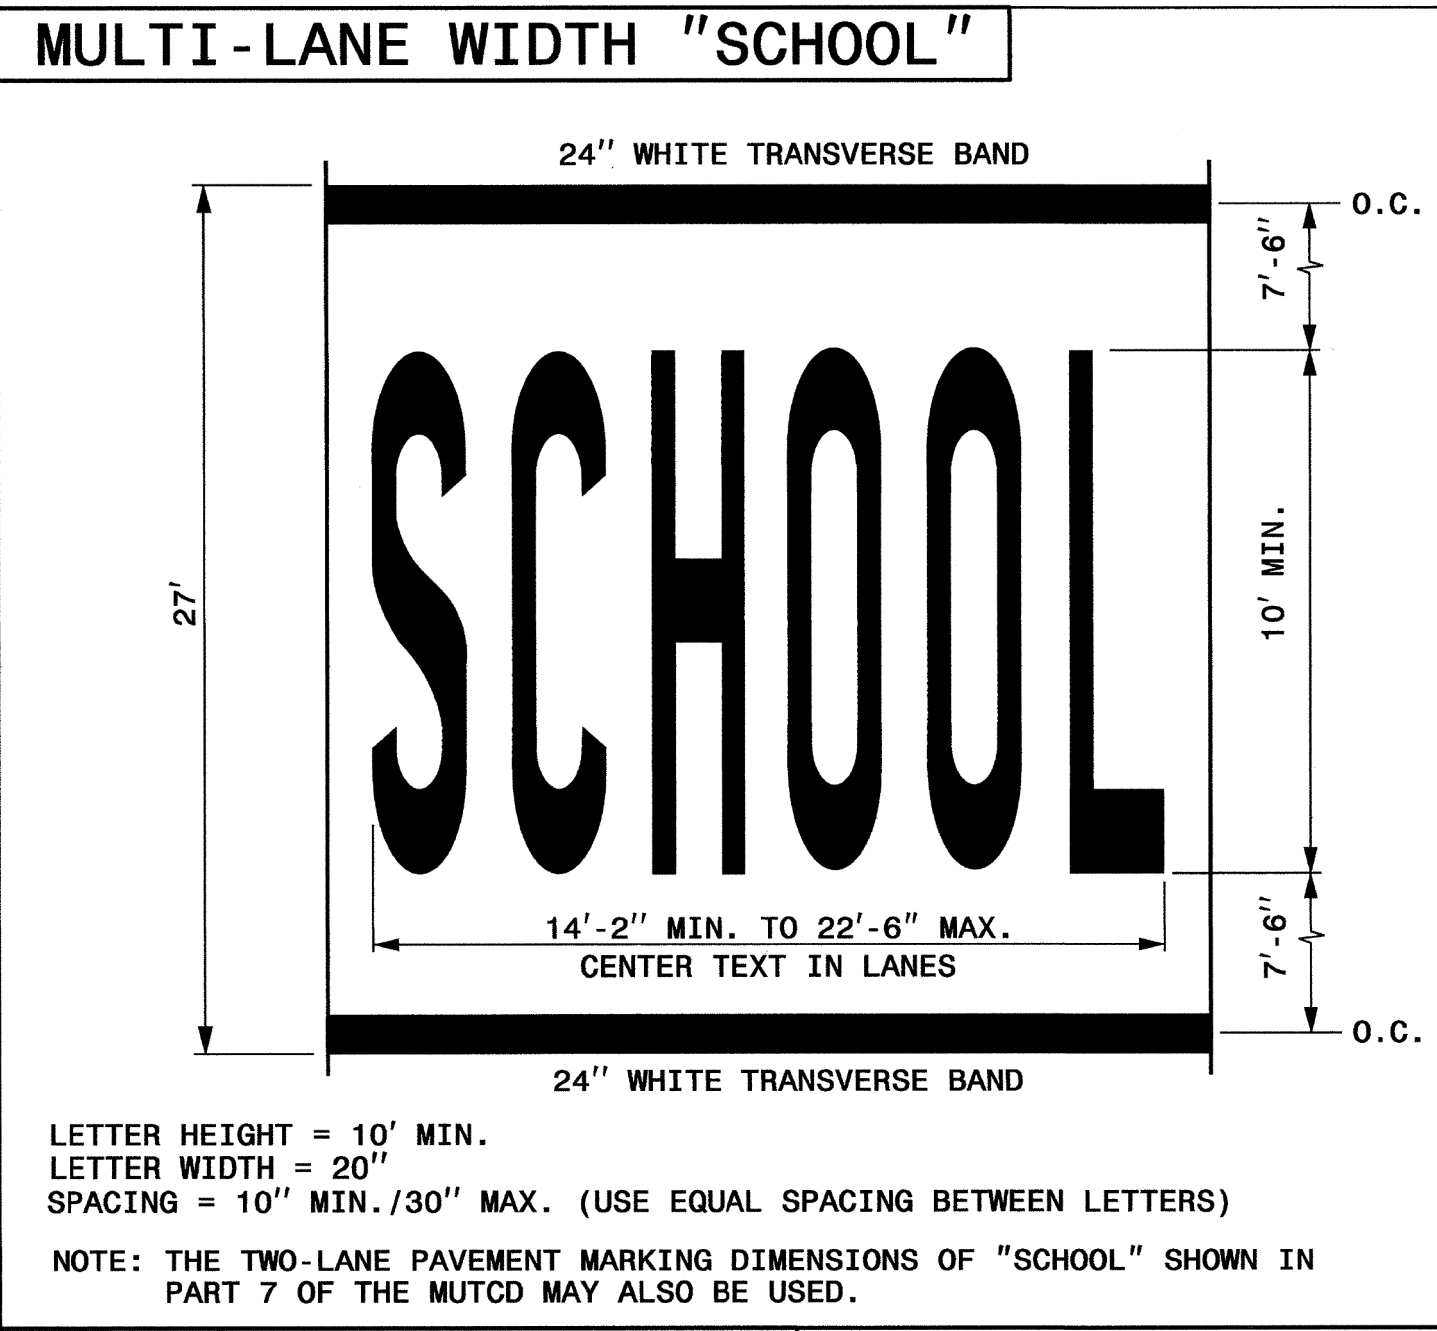 MULTI-LANE WIDTH "SCHOOL"
24" WHITE TRANSVERSE BAND
O.C.
7'-6"
SCHOOL
27'
10' MIN.
14'-2" MIN. TO 22'-6" MAX.
CENTER TEXT IN LANES
7'-6"
O.C.
24" WHITE TRANSVERSE BAND
LETTER HEIGHT = 10' MIN.
LETTER WIDTH = 20"
SPACING = 10" MIN./30" MAX. (USE EQUAL SPACING BETWEEN LETTERS)
NOTE: THE TWO-LANE PAVEMENT MARKING DIMENSIONS OF "SCHOOL" SHOWN IN
PART 7 OF THE MUTCD MAY ALSO BE USED.